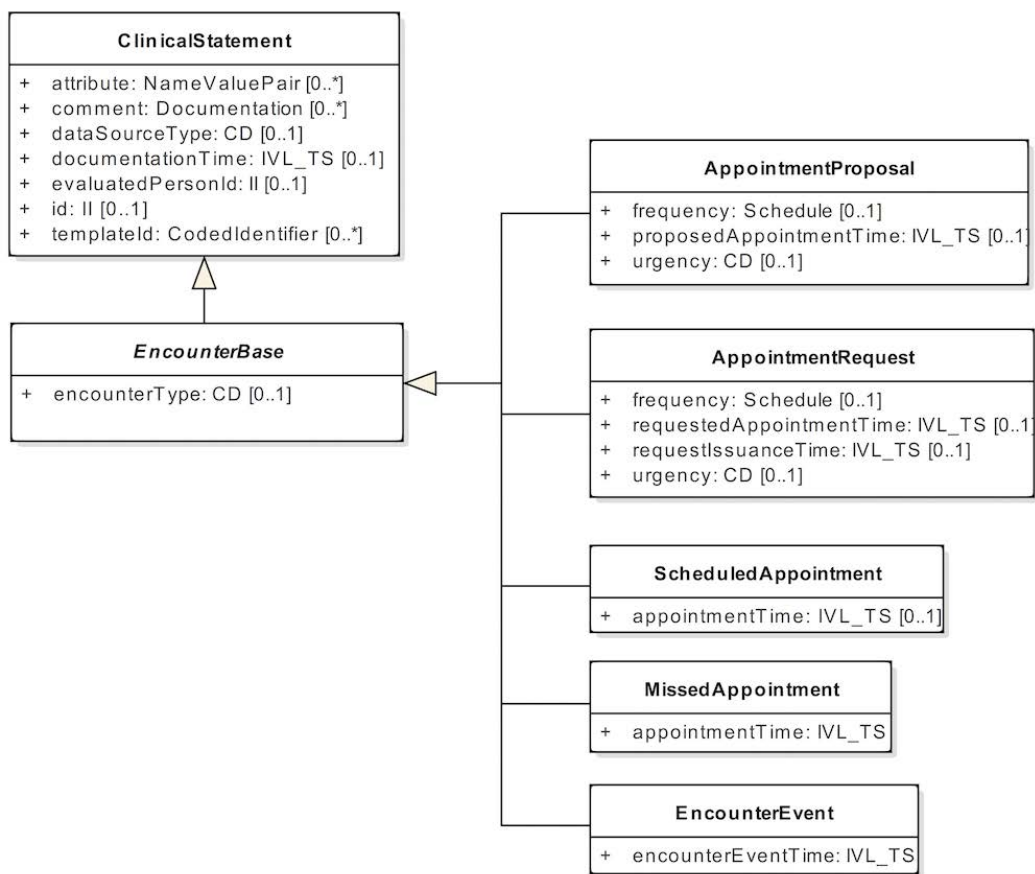 ClinicalStatement
+ attribute: NameValuePair [0..*]
+ comment: Documentation [0..*]
+ dataSourceType: CD [0..1]
+ documentationTime: IVL_TS [0..1]
+ evaluatedPersonId: II [0..1]
+ id: II [0..1]
+ templateId: CodedIdentifier [0..*]
EncounterBase
+ encounterType: CD [0..1]
AppointmentProposal
+ frequency: Schedule [0..1]
+ proposedAppointmentTime: IVL_TS [0..1]
+ urgency: CD [0..1]
AppointmentRequest
+ frequency: Schedule [0..1]
+ requestedAppointmentTime: IVL_TS [0..1]
+ requestIssuanceTime: IVL_TS [0..1]
+ urgency: CD [0..1]
ScheduledAppointment
+ appointmentTime: IVL_TS [0..1]
MissedAppointment
+ appointmentTime: IVL_TS
EncounterEvent
+ encounterEventTime: IVL_TS